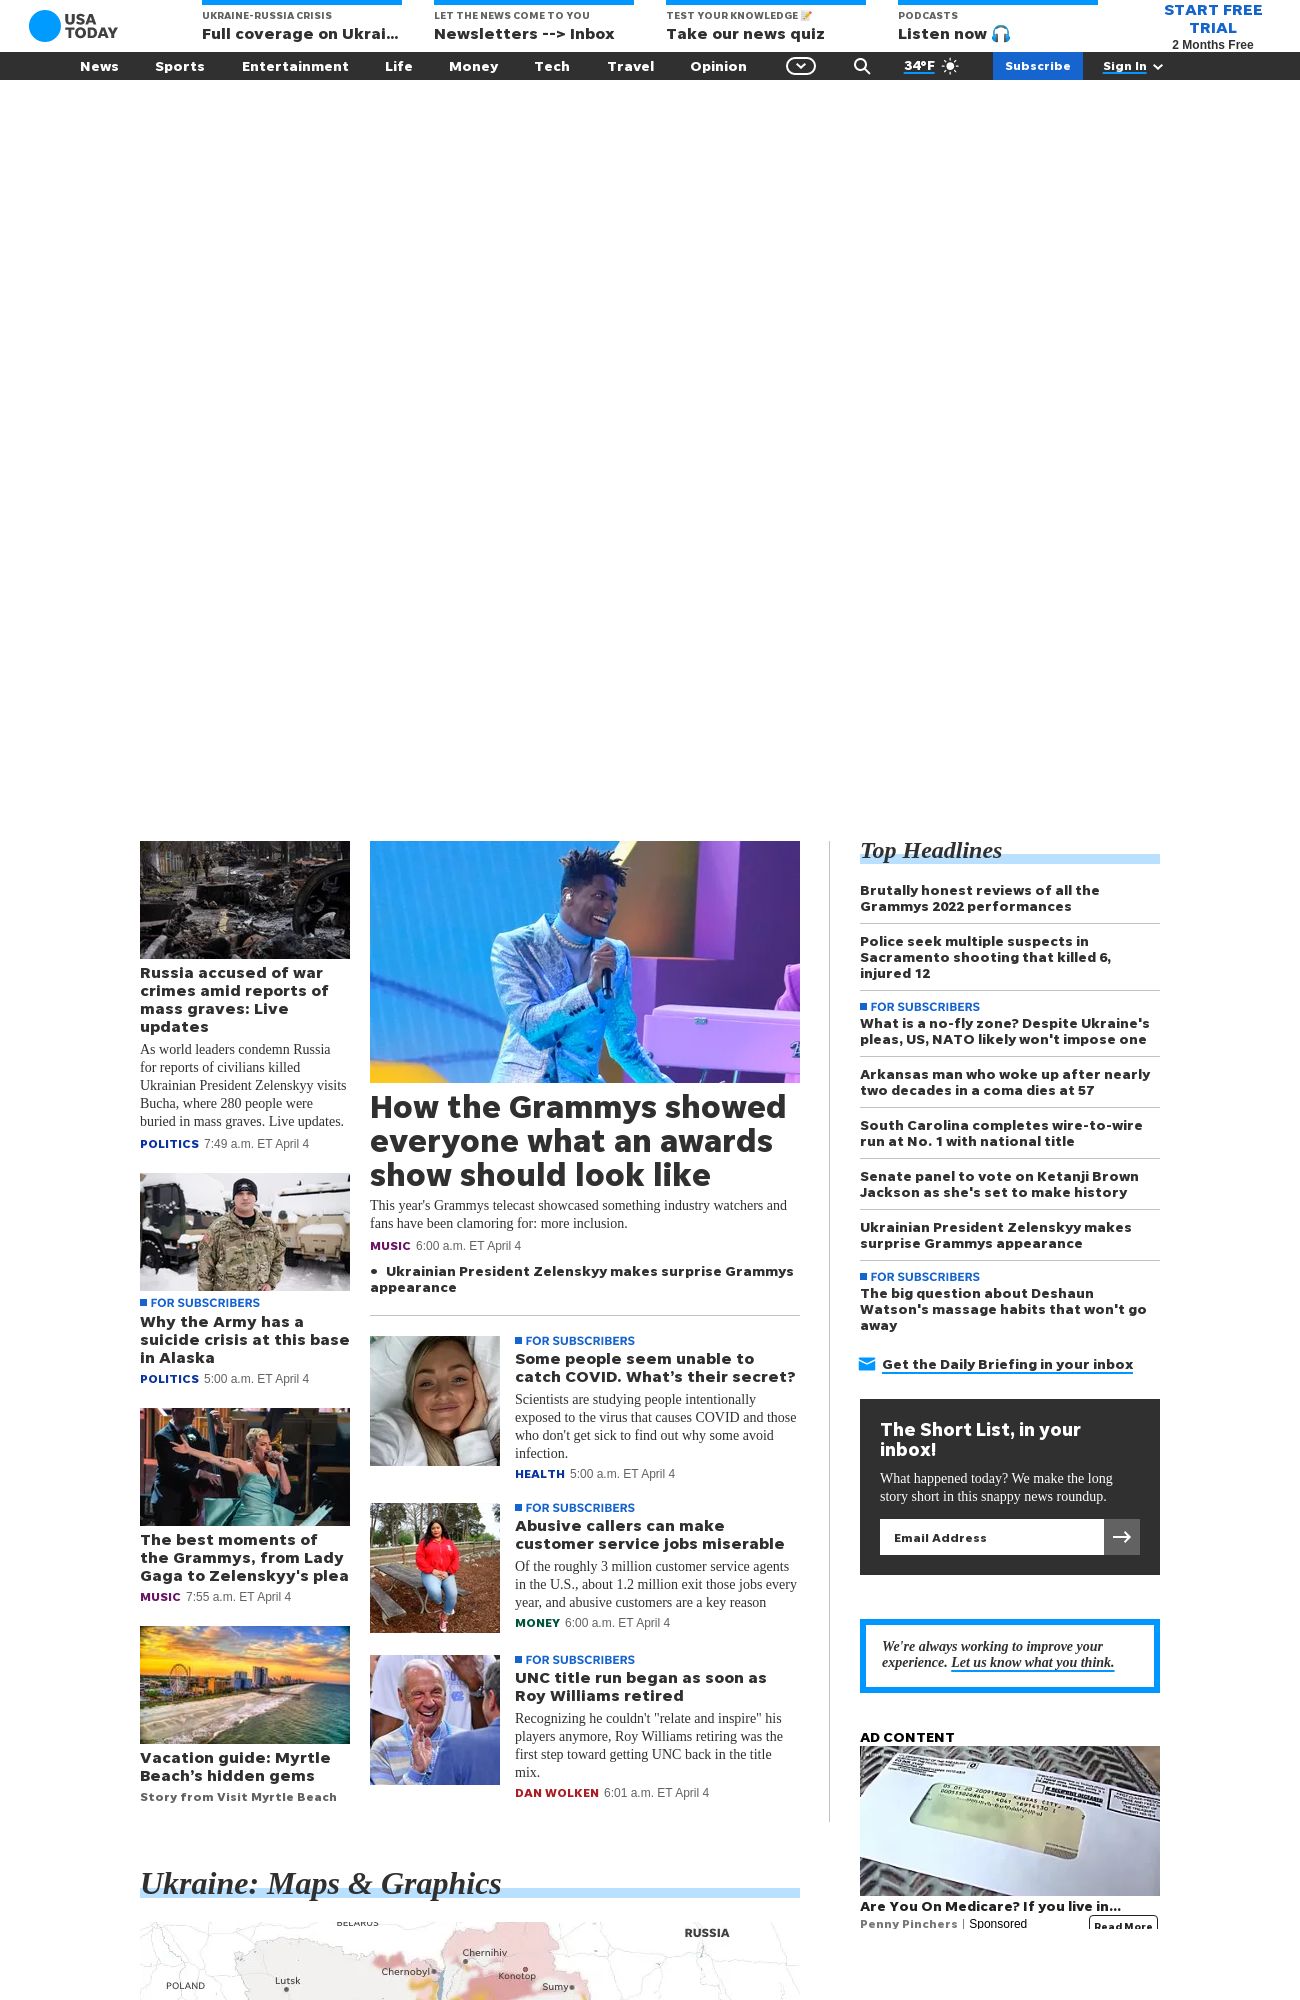 USA
TODAY
UKRAINE-RUSSIA CRISIS
Full coverage on Ukrai...
LET THE NEWS COME TO YOU
Newsletters --> Inbox
TEST YOUR KNOWLEDGE 📝
Take our news quiz
PODCASTS
Listen now 🎧
START FREE
TRIAL
2 Months Free
News Sports Entertainment Life Money Tech Travel Opinion 34°F Subscribe Sign In
Russia accused of war
crimes amid reports of
mass graves: Live
updates
As world leaders condemn Russia
for reports of civilians killed
Ukrainian President Zelenskyy visits
Bucha, where 280 people were
buried in mass graves. Live updates.
POLITICS 7:49 a.m. ET April 4
FOR SUBSCRIBERS
Why the Army has a
suicide crisis at this base
in Alaska
POLITICS 5:00 a.m. ET April 4
The best moments of
the Grammys, from Lady
Gaga to Zelenskyy's plea
MUSIC 7:55 a.m. ET April 4
Vacation guide: Myrtle
Beach’s hidden gems
Story from Visit Myrtle Beach
How the Grammys showed
everyone what an awards
show should look like
This year's Grammys telecast showcased something industry watchers and
fans have been clamoring for: more inclusion.
MUSIC 6:00 a.m. ET April 4
• Ukrainian President Zelenskyy makes surprise Grammys
appearance
FOR SUBSCRIBERS
Some people seem unable to
catch COVID. What’s their secret?
Scientists are studying people intentionally
exposed to the virus that causes COVID and those
who don't get sick to find out why some avoid
infection.
HEALTH 5:00 a.m. ET April 4
FOR SUBSCRIBERS
Abusive callers can make
customer service jobs miserable
Of the roughly 3 million customer service agents
in the U.S., about 1.2 million exit those jobs every
year, and abusive customers are a key reason
MONEY 6:00 a.m. ET April 4
FOR SUBSCRIBERS
UNC title run began as soon as
Roy Williams retired
Recognizing he couldn't "relate and inspire" his
players anymore, Roy Williams retiring was the
first step toward getting UNC back in the title
mix.
DAN WOLKEN 6:01 a.m. ET April 4
Top Headlines
Brutally honest reviews of all the
Grammys 2022 performances
Police seek multiple suspects in
Sacramento shooting that killed 6,
injured 12
FOR SUBSCRIBERS
What is a no-fly zone? Despite Ukraine's
pleas, US, NATO likely won't impose one
Arkansas man who woke up after nearly
two decades in a coma dies at 57
South Carolina completes wire-to-wire
run at No. 1 with national title
Senate panel to vote on Ketanji Brown
Jackson as she's set to make history
Ukrainian President Zelenskyy makes
surprise Grammys appearance
FOR SUBSCRIBERS
The big question about Deshaun
Watson's massage habits that won't go
away
Get the Daily Briefing in your inbox
The Short List, in your
inbox!
What happened today? We make the long
story short in this snappy news roundup.
Email Address
We're always working to improve your
experience. Let us know what you think.
AD CONTENT
KANSAS CITY, MO
Are You On Medicare? If you live in...
Penny Pinchers | Sponsored
Read More
Ukraine: Maps & Graphics
BELARUS
RUSSIA
Chernihiv
Chernobyl
Konotop
Lutsk
POLAND
Sumy